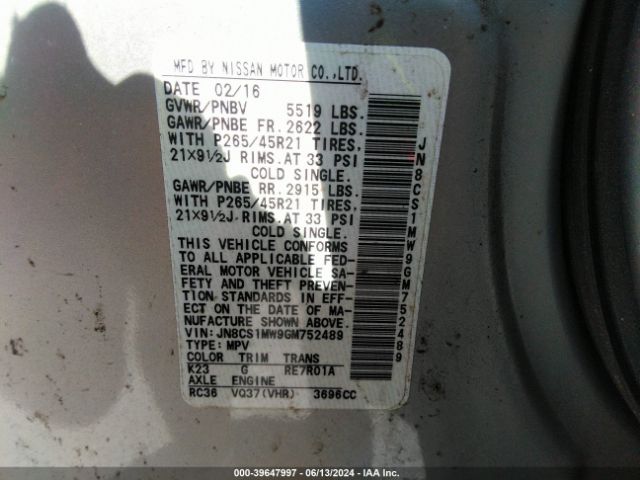 MFD BY NISSAN MOTOR CO.,LTD.
DATE 02/16
GVWR/PNBV 5519 LBS.
GAWR/PNBE FR. 2622 LBS.
WITH P265/45R21 TIRES,
21X9½J RIMS.AT 33 PSI
COLD SINGLE.
GAWR/PNBE RR. 2915 LBS.
WITH P265/45R21 TIRES,
21X9½J RIMS.AT 33 PSI
COLD SINGLE.
THIS VEHICLE CONFORMS
TO ALL APPLICABLE FED-
ERAL MOTOR VEHICLE SA-
FETY AND THEFT PREVEN-
TION STANDARDS IN EFF-
ECT ON THE DATE OF MA-
NUFACTURE SHOWN ABOVE.
VIN:JN8CS1MW9GM752489
TYPE:MPV
COLOR TRIM TRANS
K23 G RE7R01A
AXLE ENGINE
RC36 VQ37(VHR) 3696CC
JN8CS1MW9GM752489
000-39647997 - 06/13/2024 - IAA Inc.